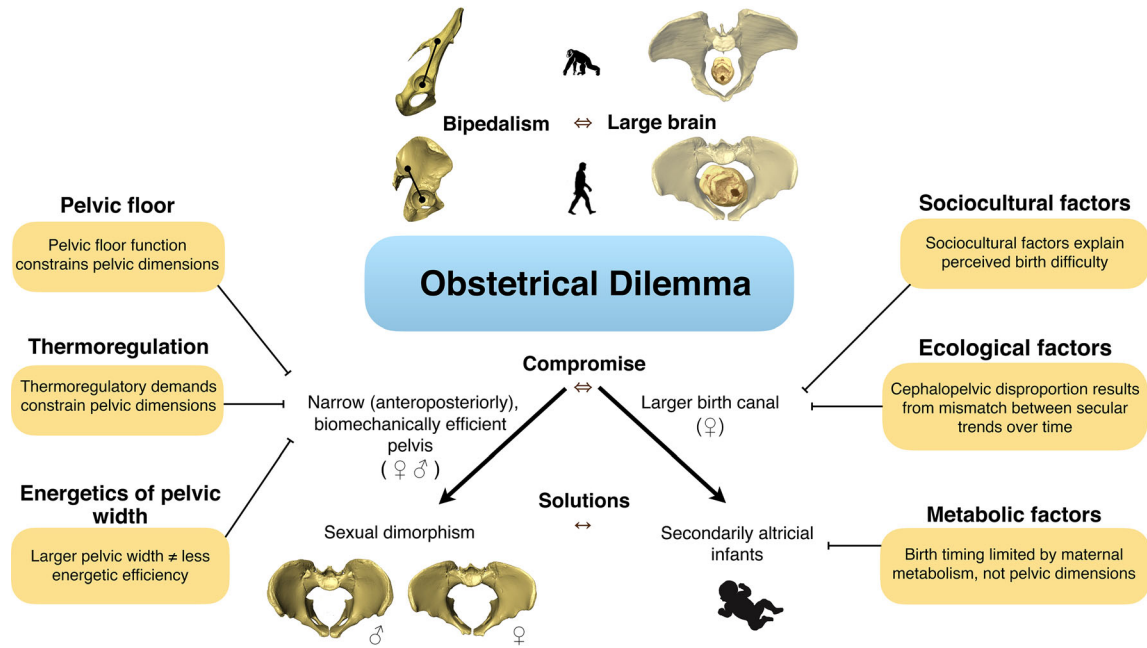 Bipedalism ⇔ Large brain
Obstetrical Dilemma
Pelvic floor
Pelvic floor function
constrains pelvic dimensions
Thermoregulation
Thermoregulatory demands
constrain pelvic dimensions
Energetics of pelvic
width
Larger pelvic width ≠ less
energetic efficiency
Compromise
⇔
Narrow (anteroposteriorly),
biomechanically efficient
pelvis
(♀♂)
Larger birth canal
(♀)
Solutions
↔
Sexual dimorphism
♂
♀
Secondarily altricial
infants
Sociocultural factors
Sociocultural factors explain
perceived birth difficulty
Ecological factors
Cephalopelvic disproportion results
from mismatch between secular
trends over time
Metabolic factors
Birth timing limited by maternal
metabolism, not pelvic dimensions